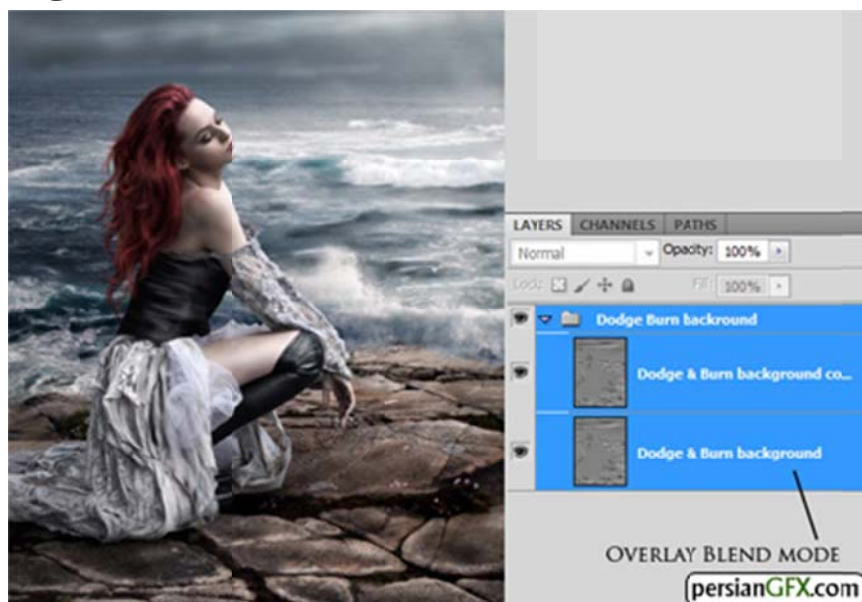 LAYERS CHANNELS PATHS
Normal Opacity: 100%
Lock: Fill: 100%
Dodge Burn backround
Dodge & Burn background co...
Dodge & Burn background
OVERLAY BLEND MODE
persianGFX.com